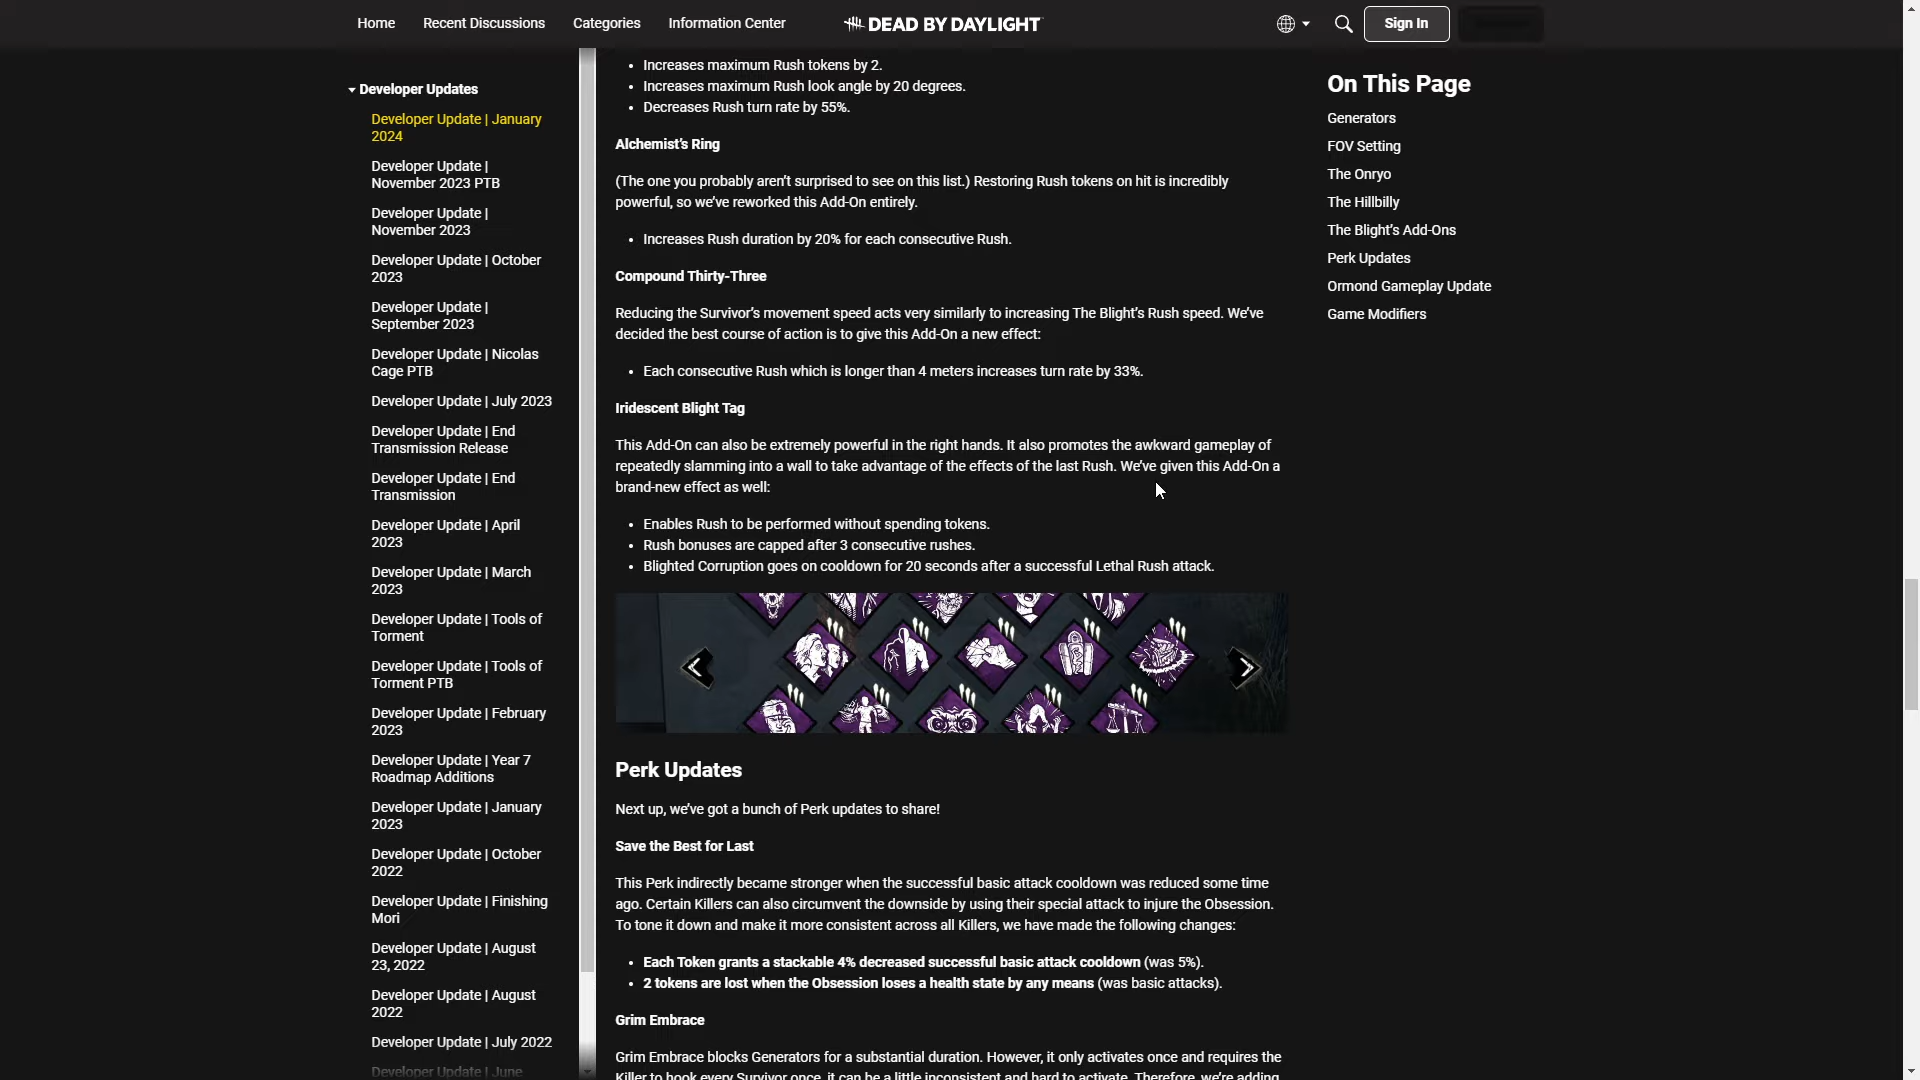 Home Recent Discussions Categories Information Center DEAD BY DAYLIGHT Sign In
Developer Updates
Developer Update | January
2024
Developer Update |
November 2023 PTB
Developer Update |
November 2023
Developer Update | October
2023
Developer Update |
September 2023
Developer Update | Nicolas
Cage PTB
Developer Update | July 2023
Developer Update | End
Transmission Release
Developer Update | End
Transmission
Developer Update | April
2023
Developer Update | March
2023
Developer Update | Tools of
Torment
Developer Update | Tools of
Torment PTB
Developer Update | February
2023
Developer Update | Year 7
Roadmap Additions
Developer Update | January
2023
Developer Update | October
2022
Developer Update | Finishing
Mori
Developer Update | August
23, 2022
Developer Update | August
2022
Developer Update | July 2022
Developer Update | June
• Increases maximum Rush tokens by 2.
• Increases maximum Rush look angle by 20 degrees.
• Decreases Rush turn rate by 55%.
Alchemist’s Ring
(The one you probably aren’t surprised to see on this list.) Restoring Rush tokens on hit is incredibly
powerful, so we’ve reworked this Add-On entirely.
• Increases Rush duration by 20% for each consecutive Rush.
Compound Thirty-Three
Reducing the Survivor’s movement speed acts very similarly to increasing The Blight’s Rush speed. We’ve
decided the best course of action is to give this Add-On a new effect:
• Each consecutive Rush which is longer than 4 meters increases turn rate by 33%.
Iridescent Blight Tag
This Add-On can also be extremely powerful in the right hands. It also promotes the awkward gameplay of
repeatedly slamming into a wall to take advantage of the effects of the last Rush. We’ve given this Add-On a
brand-new effect as well:
• Enables Rush to be performed without spending tokens.
• Rush bonuses are capped after 3 consecutive rushes.
• Blighted Corruption goes on cooldown for 20 seconds after a successful Lethal Rush attack.
Perk Updates
Next up, we’ve got a bunch of Perk updates to share!
Save the Best for Last
This Perk indirectly became stronger when the successful basic attack cooldown was reduced some time
ago. Certain Killers can also circumvent the downside by using their special attack to injure the Obsession.
To tone it down and make it more consistent across all Killers, we have made the following changes:
• Each Token grants a stackable 4% decreased successful basic attack cooldown (was 5%).
• 2 tokens are lost when the Obsession loses a health state by any means (was basic attacks).
Grim Embrace
Grim Embrace blocks Generators for a substantial duration. However, it only activates once and requires the
Killer to hook every Survivor once, it can be a little inconsistent and hard to activate. Therefore, we’re adding
On This Page
Generators
FOV Setting
The Onryo
The Hillbilly
The Blight’s Add-Ons
Perk Updates
Ormond Gameplay Update
Game Modifiers